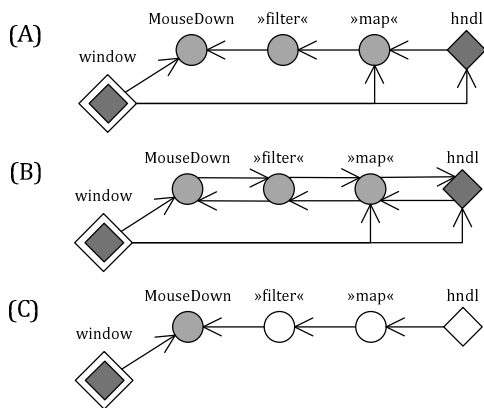 (A)
MouseDown »filter« »map« hndl
window
(B)
MouseDown »filter« »map« hndl
window
(C)
MouseDown »filter« »map« hndl
window